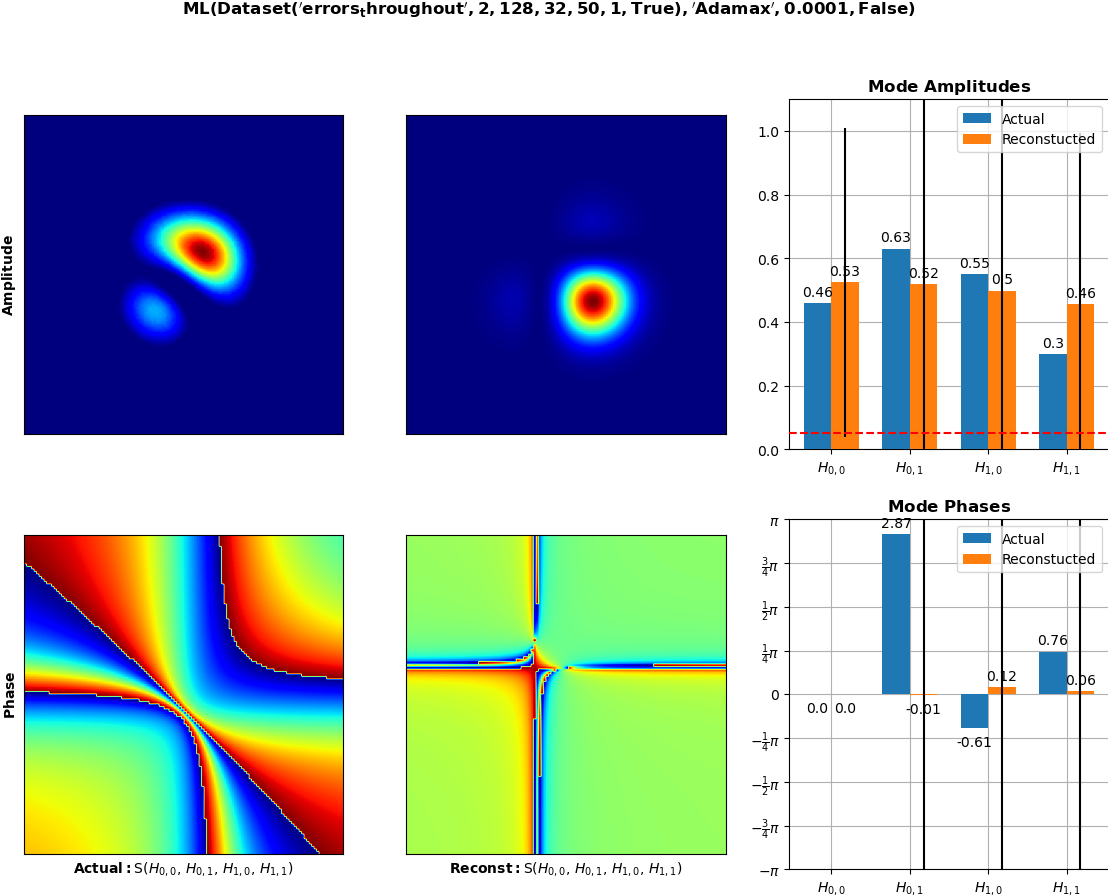 ML(Dataset('errors_throughout', 2, 128, 32, 50, 1, True), 'Adamax', 0.0001, False)
Amplitude
Mode Amplitudes
Actual
Reconstucted
1.0
0.8
0.6
0.4
0.2
0.0
0.46
0.53
0.63
0.52
0.55
0.5
0.3
0.46
H0,0
H0,1
H1,0
H1,1
Phase
Actual: S(H0,0, H0,1, H1,0, H1,1)
Reconst: S(H0,0, H0,1, H1,0, H1,1)
Mode Phases
Actual
Reconstucted
π
3/4π
1/2π
1/4π
0
−1/4π
−1/2π
−3/4π
−π
0.0
0.0
2.87
-0.01
-0.61
0.12
0.76
0.06
H0,0
H0,1
H1,0
H1,1